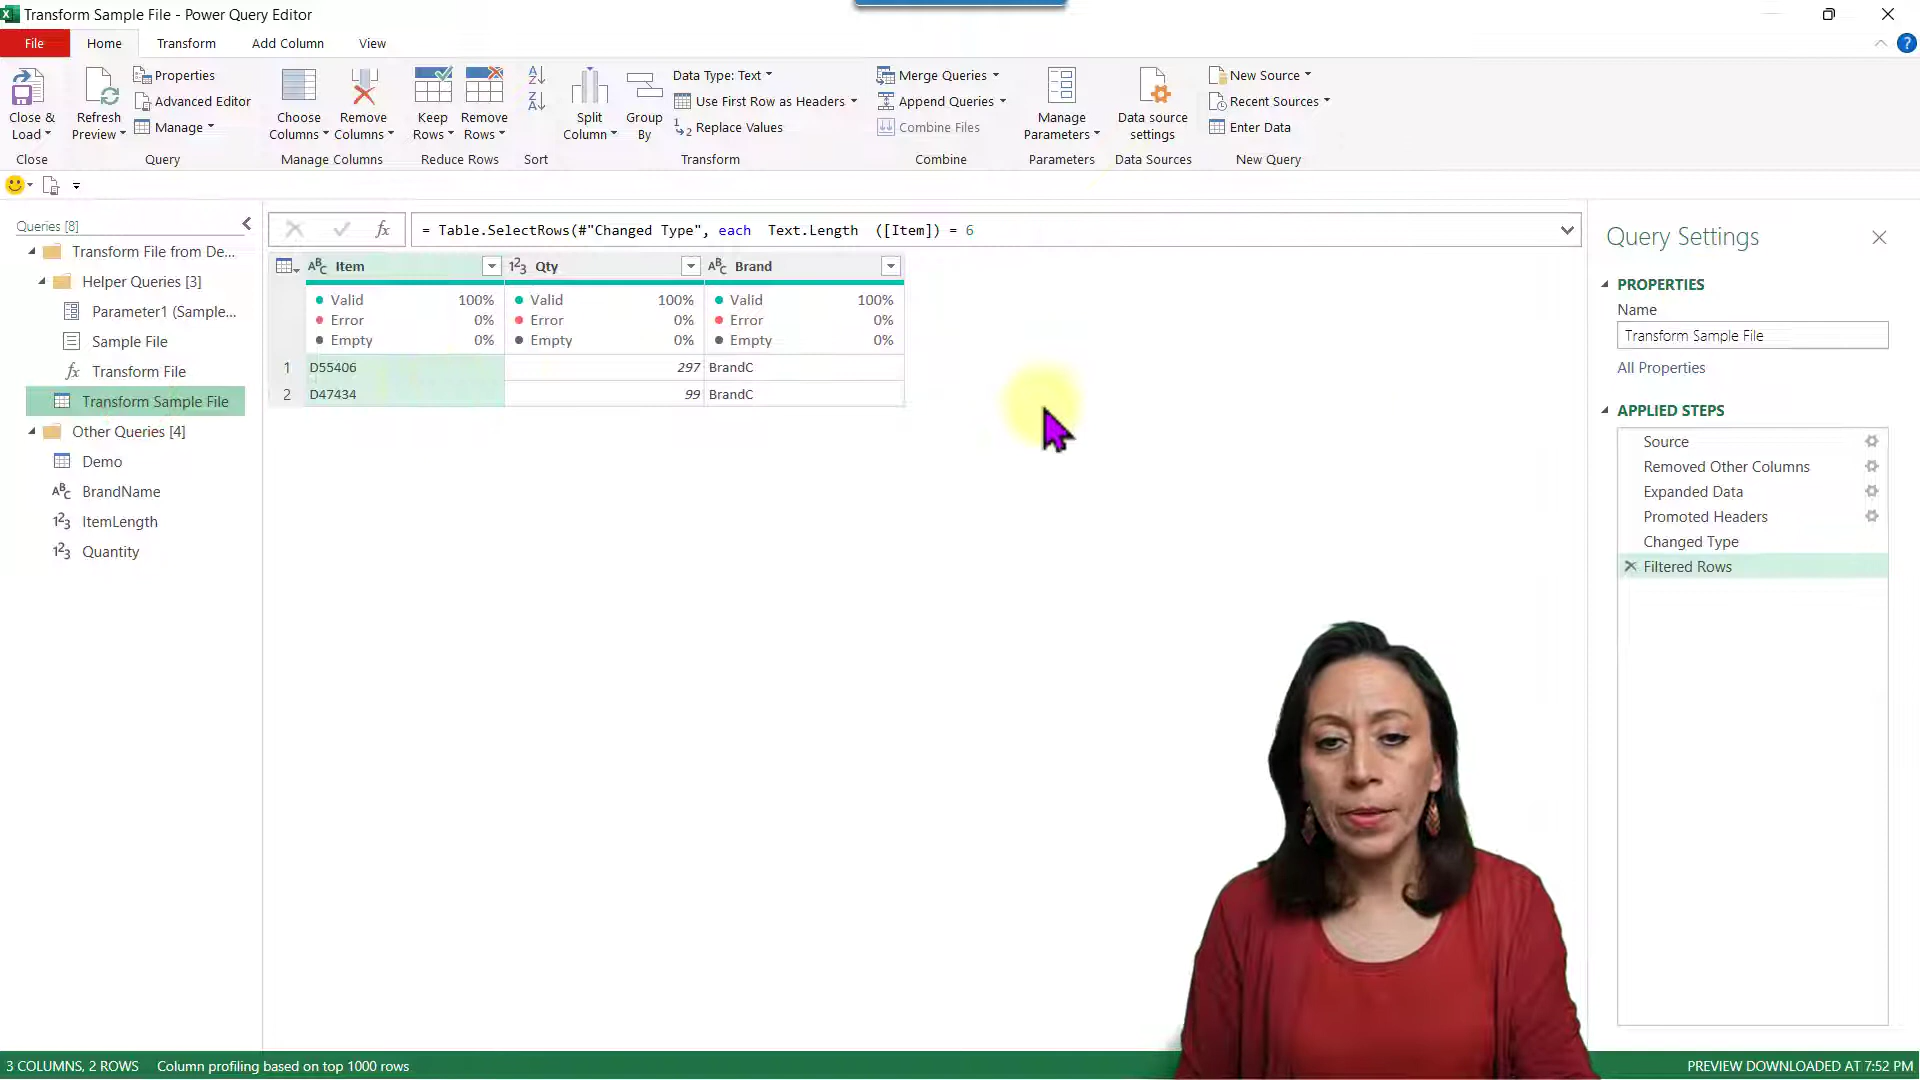 Transform Sample File - Power Query Editor
File Home Transform Add Column View
Close & Load
Refresh Preview
Properties
Advanced Editor
Manage
Choose Columns
Remove Columns
Keep Rows
Remove Rows
Split Column
Group By
Data Type: Text
Use First Row as Headers
Replace Values
Merge Queries
Append Queries
Combine Files
Manage Parameters
Data source settings
New Source
Recent Sources
Enter Data
Close Query Manage Columns Reduce Rows Sort Transform Combine Parameters Data Sources New Query
Queries [8]
Transform File from De...
Helper Queries [3]
Parameter1 (Sample...
Sample File
fx Transform File
Transform Sample File
Other Queries [4]
Demo
ABC BrandName
123 ItemLength
123 Quantity
fx = Table.SelectRows(#"Changed Type", each Text.Length ([Item]) = 6
ABC Item 123 Qty ABC Brand
Valid 100% Valid 100% Valid 100%
Error 0% Error 0% Error 0%
Empty 0% Empty 0% Empty 0%
1 D55406 297 BrandC
2 D47434 99 BrandC
Query Settings
PROPERTIES
Name
Transform Sample File
All Properties
APPLIED STEPS
Source
Removed Other Columns
Expanded Data
Promoted Headers
Changed Type
Filtered Rows
3 COLUMNS, 2 ROWS Column profiling based on top 1000 rows
PREVIEW DOWNLOADED AT 7:52 PM